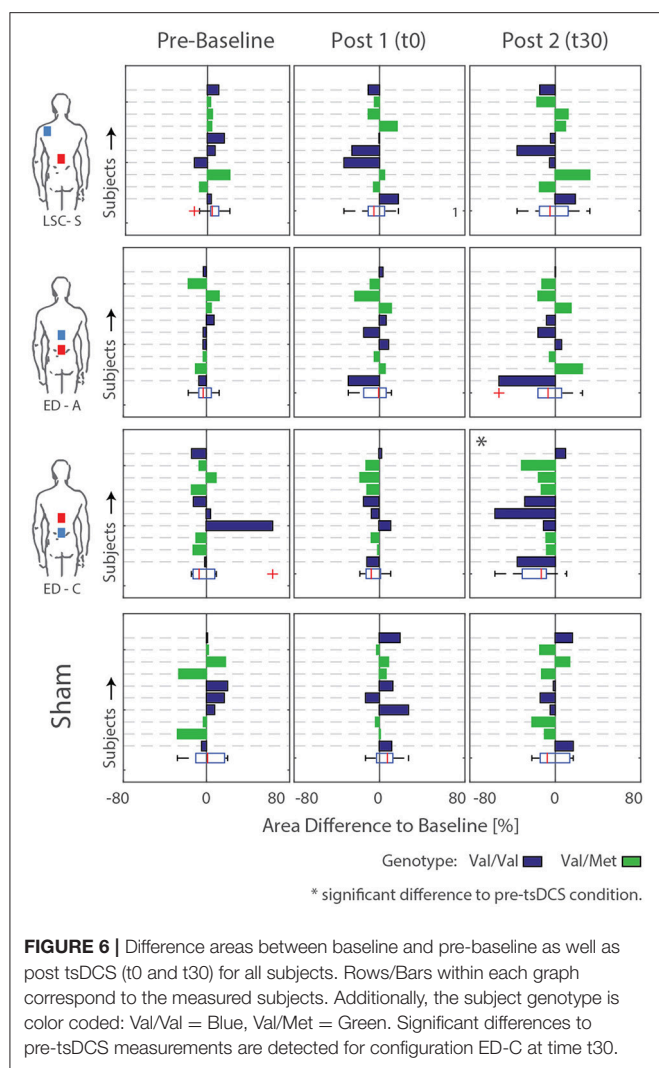 Pre-Baseline Post 1 (t0) Post 2 (t30)
Subjects
LSC- S
1
Subjects
ED - A
*
Subjects
ED - C
Sham
Subjects
-80 0 80 -80 0 80 -80 0 80
Area Difference to Baseline [%]
Genotype: Val/Val Val/Met
* significant difference to pre-tsDCS condition.
FIGURE 6 | Difference areas between baseline and pre-baseline as well as
post tsDCS (t0 and t30) for all subjects. Rows/Bars within each graph
correspond to the measured subjects. Additionally, the subject genotype is
color coded: Val/Val = Blue, Val/Met = Green. Significant differences to
pre-tsDCS measurements are detected for configuration ED-C at time t30.